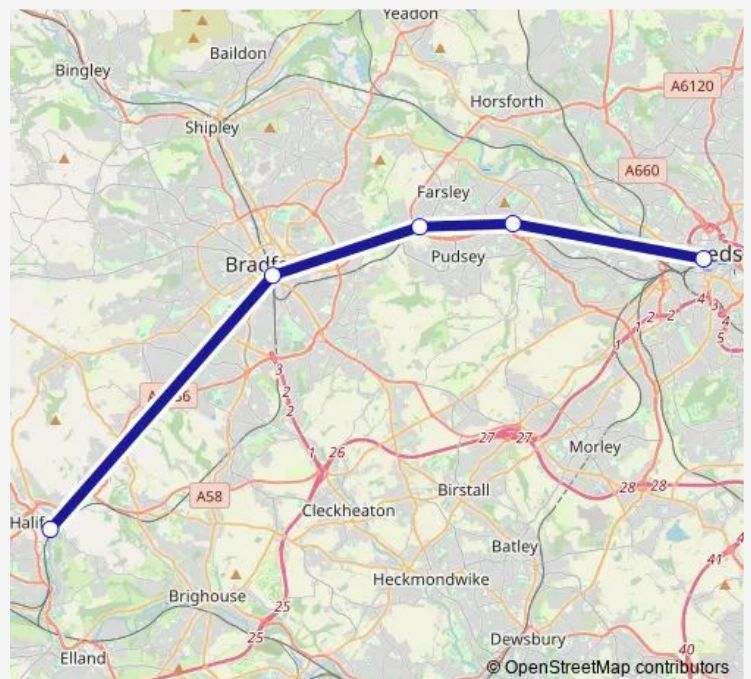 Yeadon
Baildon
Bingley
A6120
Horsforth
Shipley
A660
Farsley
Pudsey
3
2
2
1
26
27
27
1
2
2
4
3
4
5
Morley
A58
Birstall
28
28
Cleckheaton
Batley
Heckmondwike
Brighouse
25
25
41
4
Dewsbury
40
Elland
© OpenStreetMap contributors